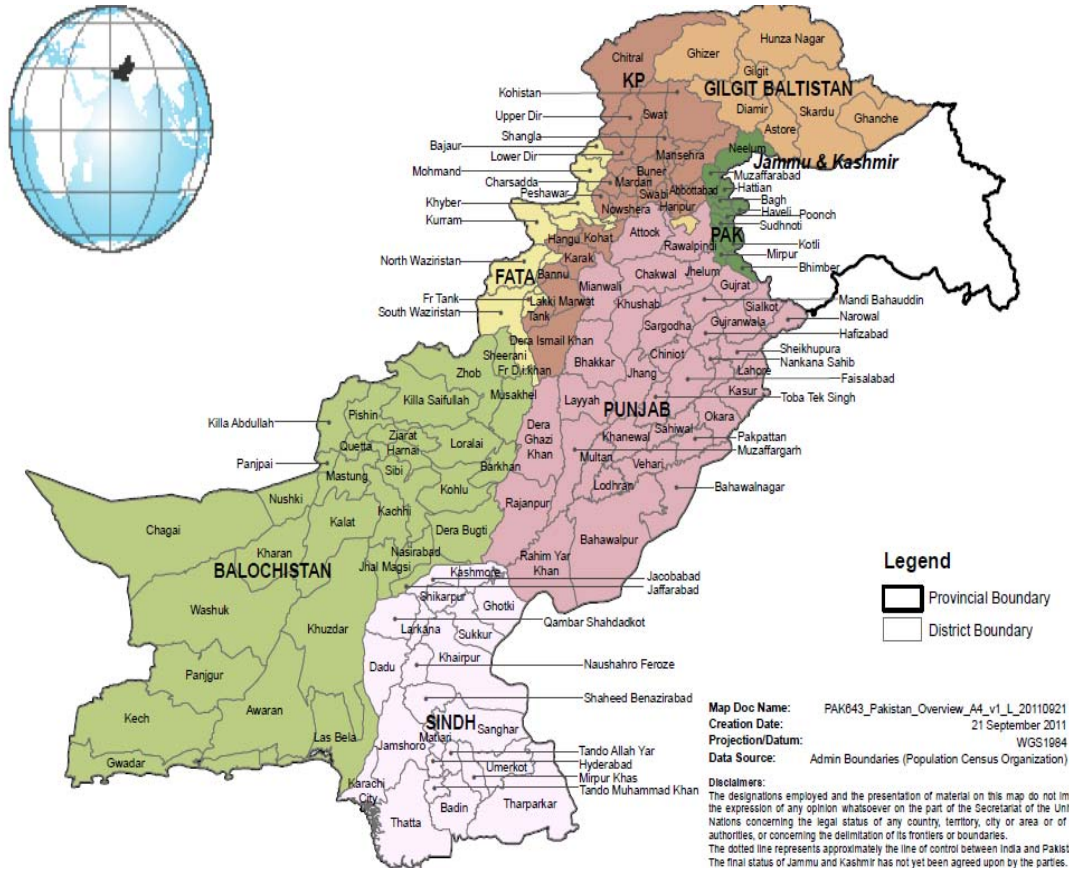 Chitral
Ghizer
Hunza Nagar
KP
Gilgit
GILGIT BALTISTAN
Kohistan
Diamir
Skardu
Ghanche
Upper Dir
Swat
Astore
Shangla
Bajaur
Lower Dir
Mansehra
Neelum
Jammu & Kashmir
Mohmand
Buner
Muzaffarabad
Charsadda
Mardan
Abbottabad
Hattian
Peshawar
Swabi
Bagh
Khyber
Nowshera
Haripur
Haveli
Poonch
Kurram
Sudhnoti
Hangu
Kohat
Attock
PAK
Rawalpindi
Kotli
North Waziristan
Karak
Mirpur
FATA
Bannu
Mianwali
Chakwal
Jhelum
Bhimber
Fr Tank
Lakki Marwat
Khushab
Gujrat
Mandi Bahauddin
South Waziristan
Tank
Sialkot
Narowal
Sargodha
Gujranwala
Hafizabad
Dera Ismail Khan
Sheerani
Fr D.i.khan
Bhakkar
Chiniot
Sheikhupura
Nankana Sahib
Zhob
Jhang
Lahore
Faisalabad
Killa Saifullah
Musakhel
Layyah
Kasur
Toba Tek Singh
PUNJAB
Killa Abdullah
Pishin
Okara
Dera
Ghazi
Khan
Ziarat
Khanewal
Sahiwal
Pakpattan
Quetta
Harnai
Loralai
Multan
Muzaffargarh
Panjpai
Sibi
Barkhan
Vehari
Mastung
Lodhran
Bahawalnagar
Nushki
Kohlu
Rajanpur
Chagai
Kalat
Kachhi
Dera Bugti
Bahawalpur
Kharan
Nasirabad
Rahim Yar
Khan
BALOCHISTAN
Jhal Magsi
Kashmore
Jacobabad
Jaffarabad
Washuk
Shikarpur
Ghotki
Khuzdar
Larkana
Qambar Shahdadkot
Sukkur
Dadu
Khairpur
Naushahro Feroze
Panjgur
Shaheed Benazirabad
Kech
Awaran
SINDH
Sanghar
Las Bela
Matiari
Gwadar
Jamshoro
Tando Allah Yar
Hyderabad
Umerkot
Mirpur Khas
Karachi
City
Tando Muhammad Khan
Badin
Tharparkar
Thatta
Legend
Provincial Boundary
District Boundary
Map Doc Name: PAK643_Pakistan_Overview_A4_v1_L_20110921
Creation Date: 21 September 2011
Projection/Datum: WGS1984
Data Source: Admin Boundaries (Population Census Organization)
Disclaimers:
The designations employed and the presentation of material on this map do not im
the expression of any opinion whatsoever on the part of the Secretariat of the Uni
Nations concerning the legal status of any country, territory, city or area or of
authorities, or concerning the delimitation of its frontiers or boundaries.
The dotted line represents approximately the line of control between India and Pakist
The final status of Jammu and Kashmir has not yet been agreed upon by the parties.